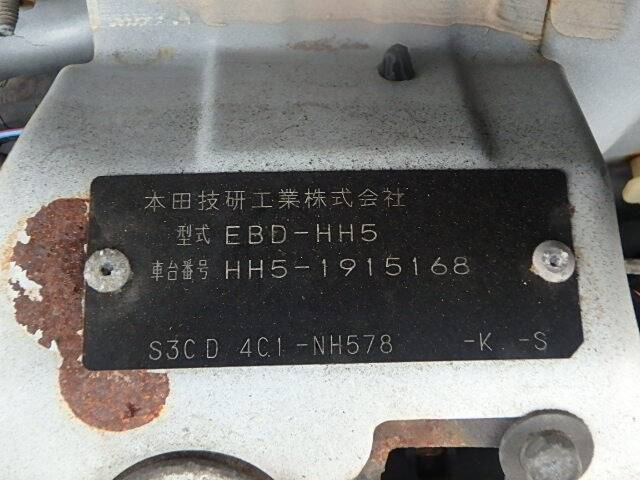 本田技研工業株式会社
型式 EBD-HH5
車台番号 HH5-1915168
S3CD 4C1-NH578 -K -S